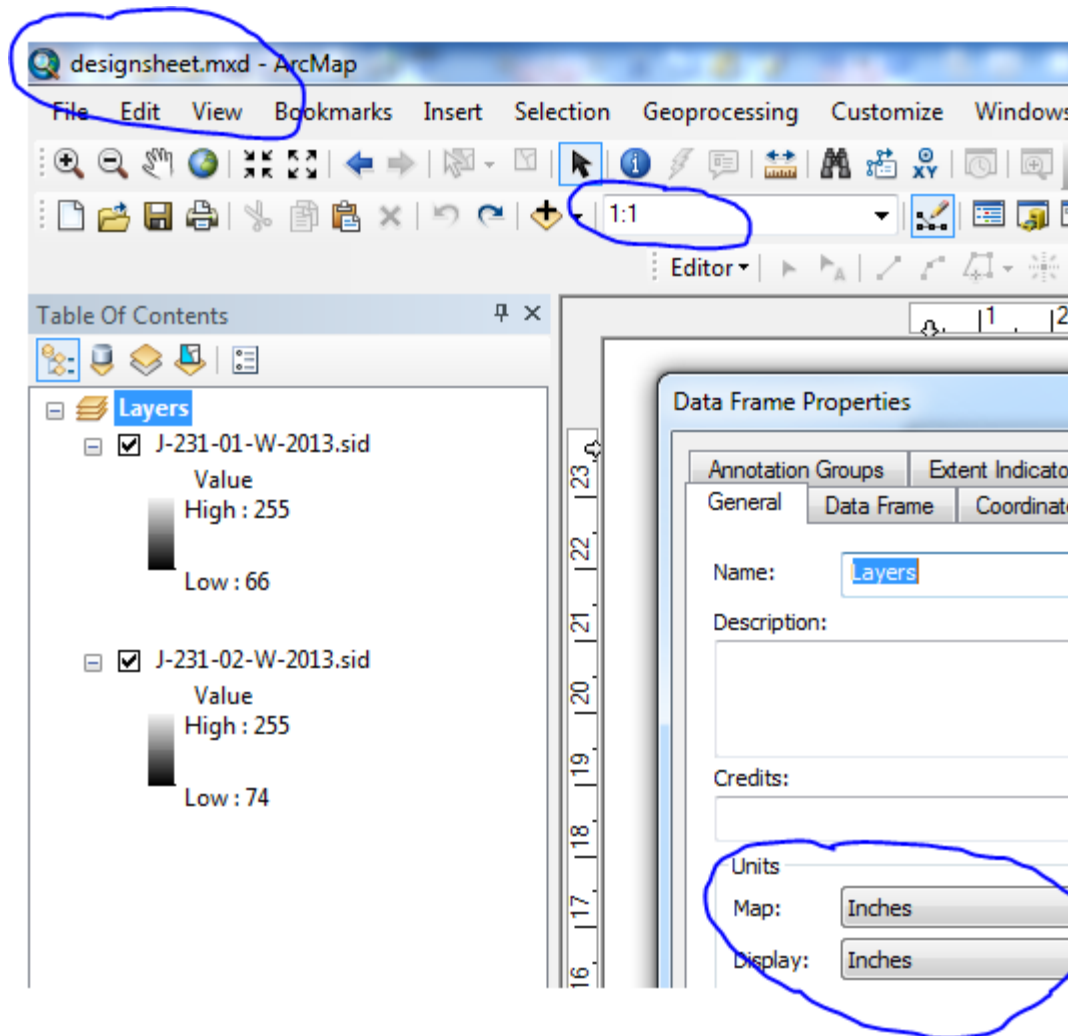 designsheet.mxd - ArcMap
File Edit View Bookmarks Insert Selection Geoprocessing Customize Windows
XY
1:1
Editor
A
Table Of Contents
1 2
Layers
J-231-01-W-2013.sid
Value
High : 255
Low : 66
J-231-02-W-2013.sid
Value
High : 255
Low : 74
23
22
21
20
19
18
17
16
Data Frame Properties
Annotation Groups Extent Indicato
General Data Frame Coordinat
Name: Layers
Description:
Credits:
Units
Map: Inches
Display: Inches